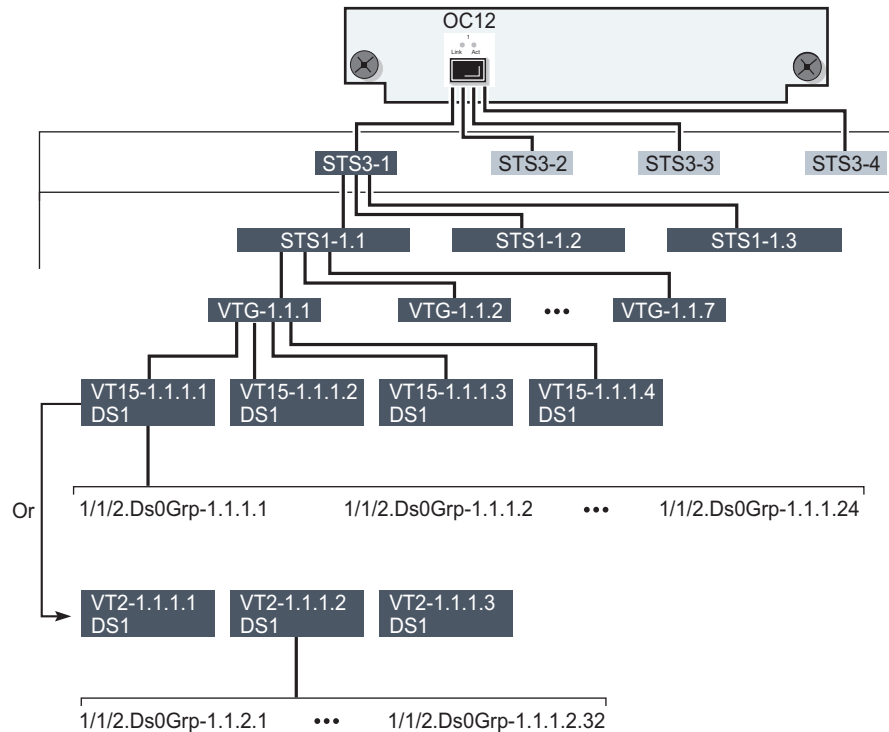 OC12
1
Link Act
STS3-1 STS3-2 STS3-3 STS3-4
STS1-1.1 STS1-1.2 STS1-1.3
VTG-1.1.1 VTG-1.1.2 ••• VTG-1.1.7
VT15-1.1.1.1 VT15-1.1.1.2 VT15-1.1.1.3 VT15-1.1.1.4
DS1 DS1 DS1 DS1
Or
1/1/2.Ds0Grp-1.1.1.1 1/1/2.Ds0Grp-1.1.1.2 ••• 1/1/2.Ds0Grp-1.1.1.24
VT2-1.1.1.1 VT2-1.1.1.2 VT2-1.1.1.3
DS1 DS1 DS1
1/1/2.Ds0Grp-1.1.2.1 ••• 1/1/2.Ds0Grp-1.1.1.2.32